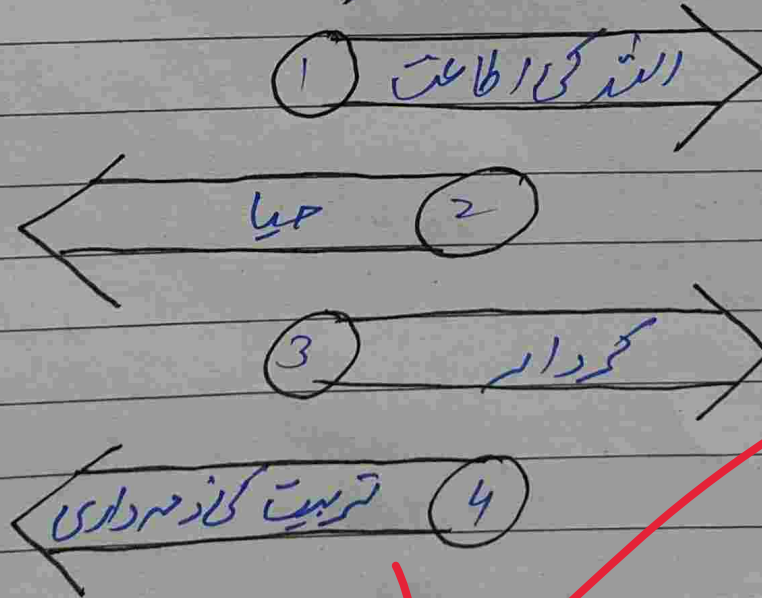 1 اللہ کی اطاعت
2 حیا
3 کردار
4 تربیت کی ذمہ داری